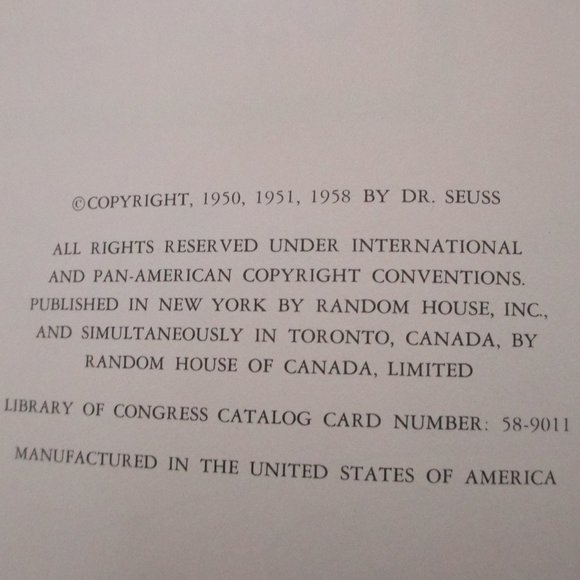 ©COPYRIGHT, 1950, 1951, 1958 BY DR. SEUSS
ALL RIGHTS RESERVED UNDER INTERNATIONAL
AND PAN-AMERICAN COPYRIGHT CONVENTIONS.
PUBLISHED IN NEW YORK BY RANDOM HOUSE, INC.,
AND SIMULTANEOUSLY IN TORONTO, CANADA, BY
RANDOM HOUSE OF CANADA, LIMITED
LIBRARY OF CONGRESS CATALOG CARD NUMBER: 58-9011
MANUFACTURED IN THE UNITED STATES OF AMERICA